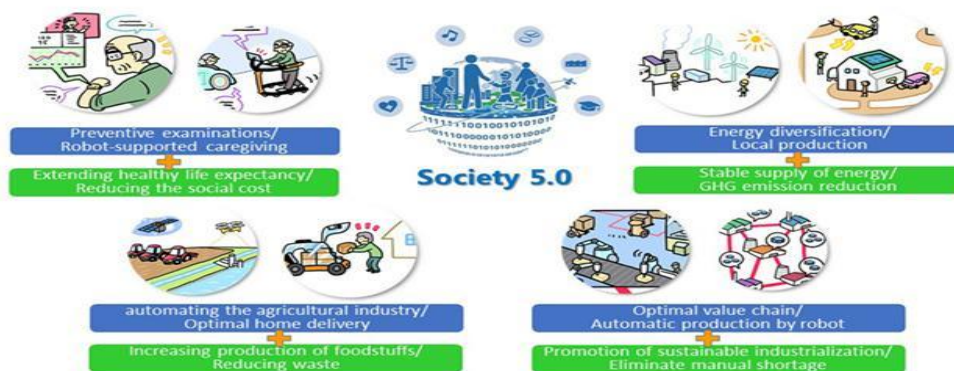 Preventive examinations/
Robot-supported caregiving
Extending healthy life expectancy/
Reducing the social cost
Society 5.0
Energy diversification/
Local production
Stable supply of energy/
GHG emission reduction
automating the agricultural industry/
Optimal home delivery
Increasing production of foodstuffs/
Reducing waste
Optimal value chain/
Automatic production by robot
Promotion of sustainable industrialization/
Eliminate manual shortage